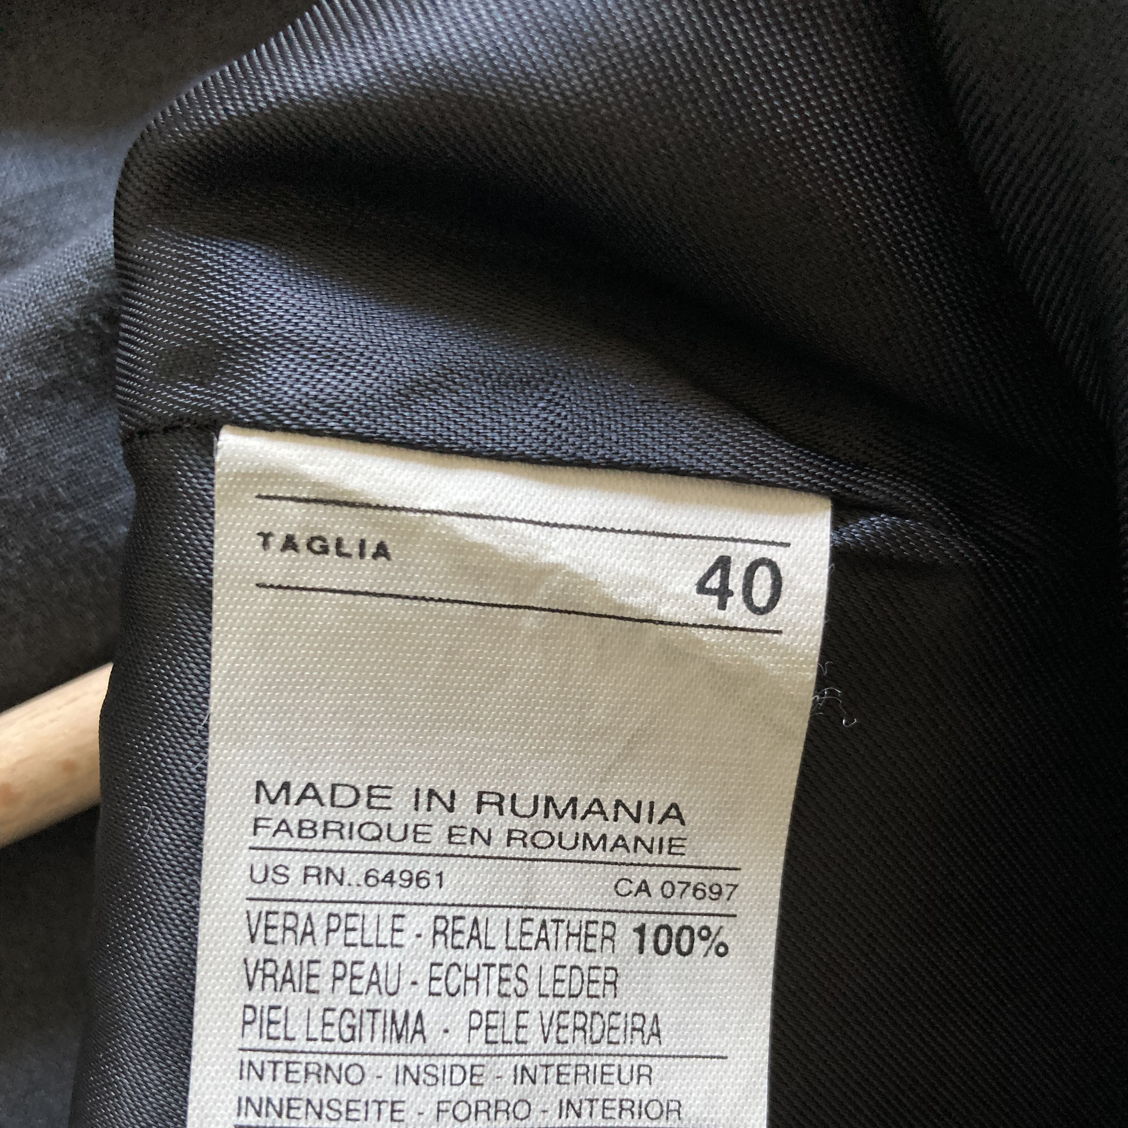 TAGLIA 40
MADE IN RUMANIA
FABRIQUE EN ROUMANIE
US RN..64961 CA 07697
VERA PELLE - REAL LEATHER 100%
VRAIE PEAU - ECHTES LEDER
PIEL LEGITIMA - PELE VERDEIRA
INTERNO - INSIDE - INTERIEUR
INNENSEITE - FORRO - INTERIOR